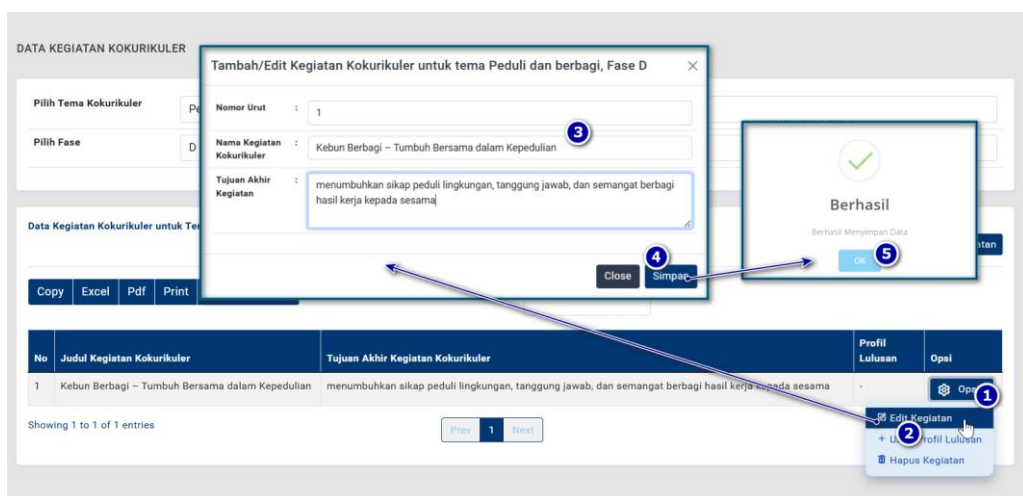 DATA KEGIATAN KOKURIKULER
Tambah/Edit Kegiatan Kokurikuler untuk tema Peduli dan berbagi, Fase D
Pilih Tema Kokurikuler
Pilih Fase
D
Nomor Urut : 1
3
Nama Kegiatan Kokurikuler : Kebun Berbagi – Tumbuh Bersama dalam Kepedulian
Tujuan Akhir Kegiatan : menumbuhkan sikap peduli lingkungan, tanggung jawab, dan semangat berbagi
hasil kerja kepada sesama
4
Close Simpan
Berhasil
Berhasil Menyimpan Data
OK 5
Data Kegiatan Kokurikuler untuk
Copy Excel Pdf Print
No Judul Kegiatan Kokurikuler Tujuan Akhir Kegiatan Kokurikuler Profil Lulusan Opsi
1 Kebun Berbagi – Tumbuh Bersama dalam Kepedulian menumbuhkan sikap peduli lingkungan, tanggung jawab, dan semangat berbagi hasil kerja kepada sesama - Opsi 1
Showing 1 to 1 of 1 entries
Prev 1 Next
Edit Kegiatan
2
+ Profil Lulusan
Hapus Kegiatan